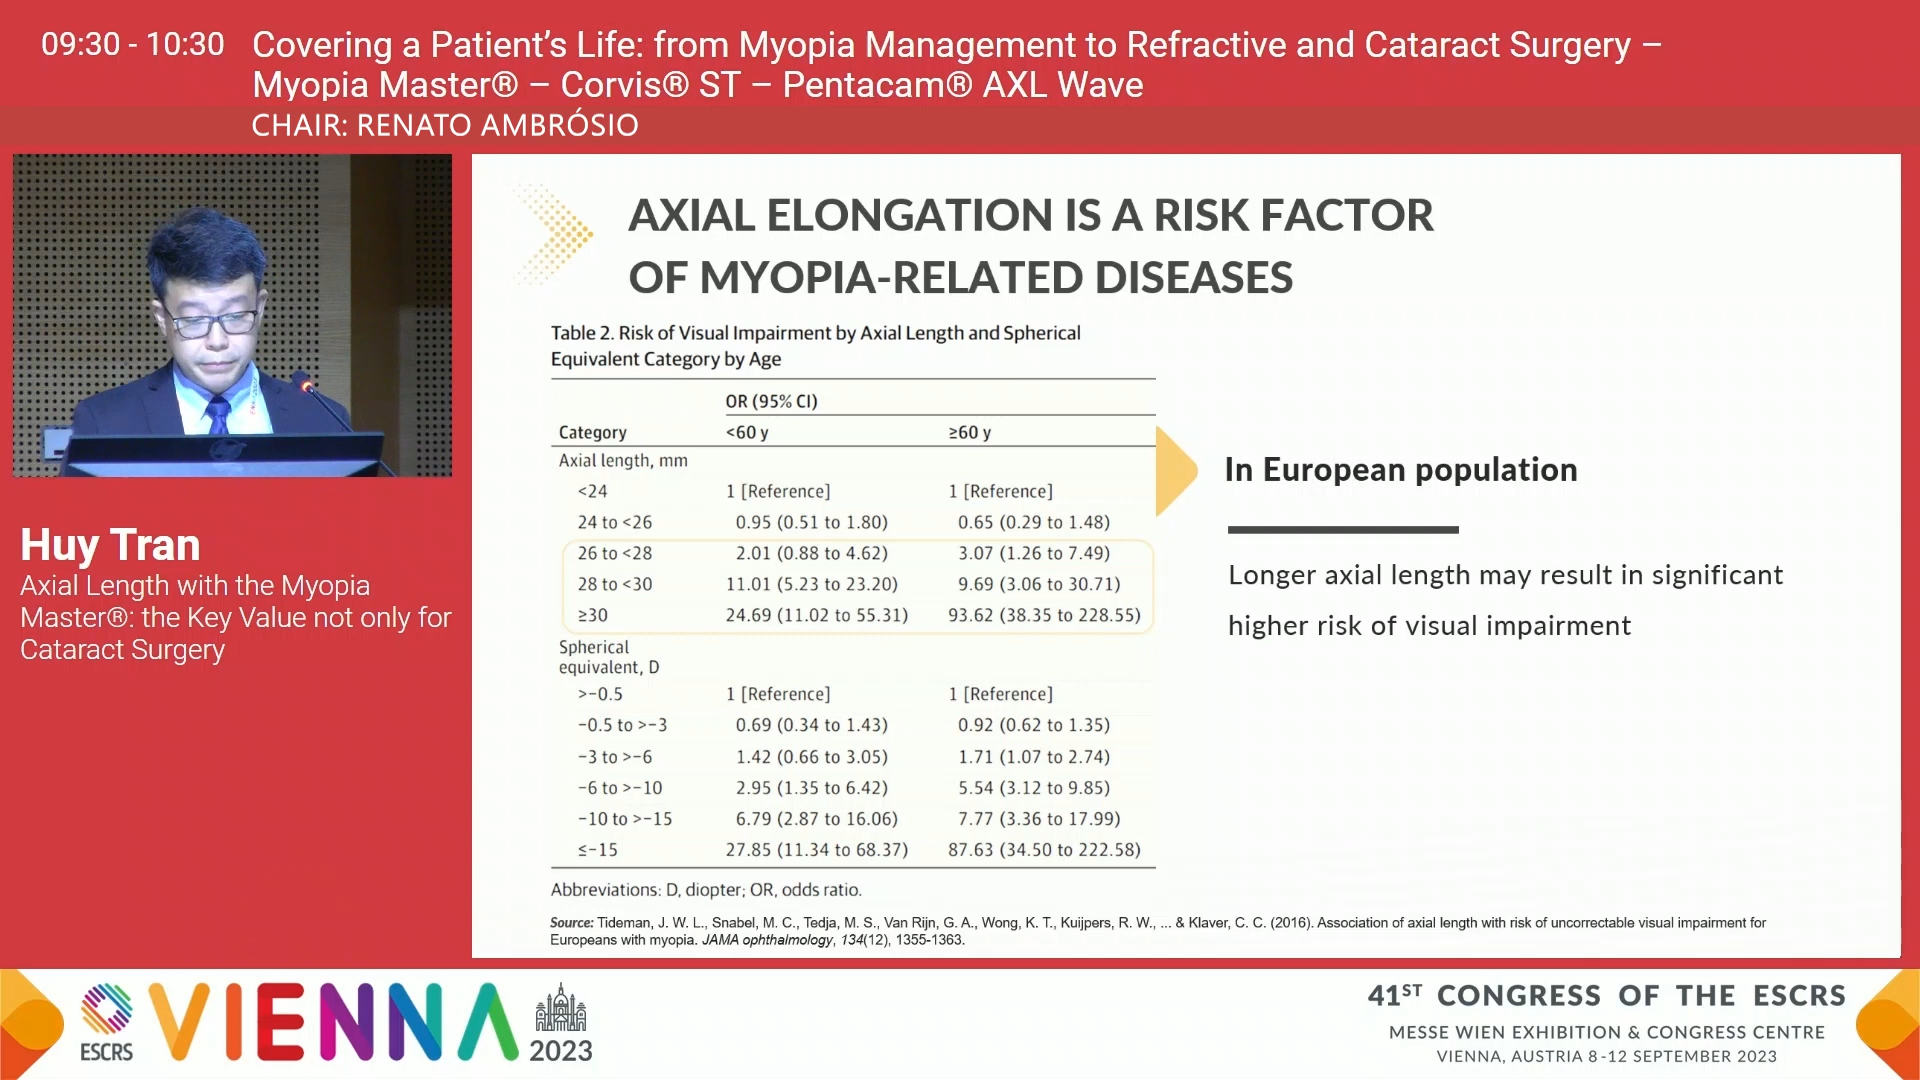 09:30 - 10:30
Covering a Patient's Life: from Myopia Management to Refractive and Cataract Surgery –
Myopia Master® – Corvis® ST – Pentacam® AXL Wave
CHAIR: RENATO AMBRÓSIO
Huy Tran
Axial Length with the Myopia
Master®: the Key Value not only for
Cataract Surgery
AXIAL ELONGATION IS A RISK FACTOR
OF MYOPIA-RELATED DISEASES
Table 2. Risk of Visual Impairment by Axial Length and Spherical
Equivalent Category by Age
OR (95% CI)
Category <60 y ≥60 y
Axial length, mm
<24 1 [Reference] 1 [Reference]
24 to <26 0.95 (0.51 to 1.80) 0.65 (0.29 to 1.48)
26 to <28 2.01 (0.88 to 4.62) 3.07 (1.26 to 7.49)
28 to <30 11.01 (5.23 to 23.20) 9.69 (3.06 to 30.71)
≥30 24.69 (11.02 to 55.31) 93.62 (38.35 to 228.55)
Spherical
equivalent, D
>−0.5 1 [Reference] 1 [Reference]
−0.5 to >−3 0.69 (0.34 to 1.43) 0.92 (0.62 to 1.35)
−3 to >−6 1.42 (0.66 to 3.05) 1.71 (1.07 to 2.74)
−6 to >−10 2.95 (1.35 to 6.42) 5.54 (3.12 to 9.85)
−10 to >−15 6.79 (2.87 to 16.06) 7.77 (3.36 to 17.99)
≤−15 27.85 (11.34 to 68.37) 87.63 (34.50 to 222.58)
Abbreviations: D, diopter; OR, odds ratio.
In European population
Longer axial length may result in significant
higher risk of visual impairment
Source: Tideman, J. W. L., Snabel, M. C., Tedja, M. S., Van Rijn, G. A., Wong, K. T., Kuijpers, R. W., ... & Klaver, C. C. (2016). Association of axial length with risk of uncorrectable visual impairment for
Europeans with myopia. JAMA ophthalmology, 134(12), 1355-1363.
ESCRS
VIENNA
2023
41ST CONGRESS OF THE ESCRS
MESSE WIEN EXHIBITION & CONGRESS CENTRE
VIENNA, AUSTRIA 8-12 SEPTEMBER 2023